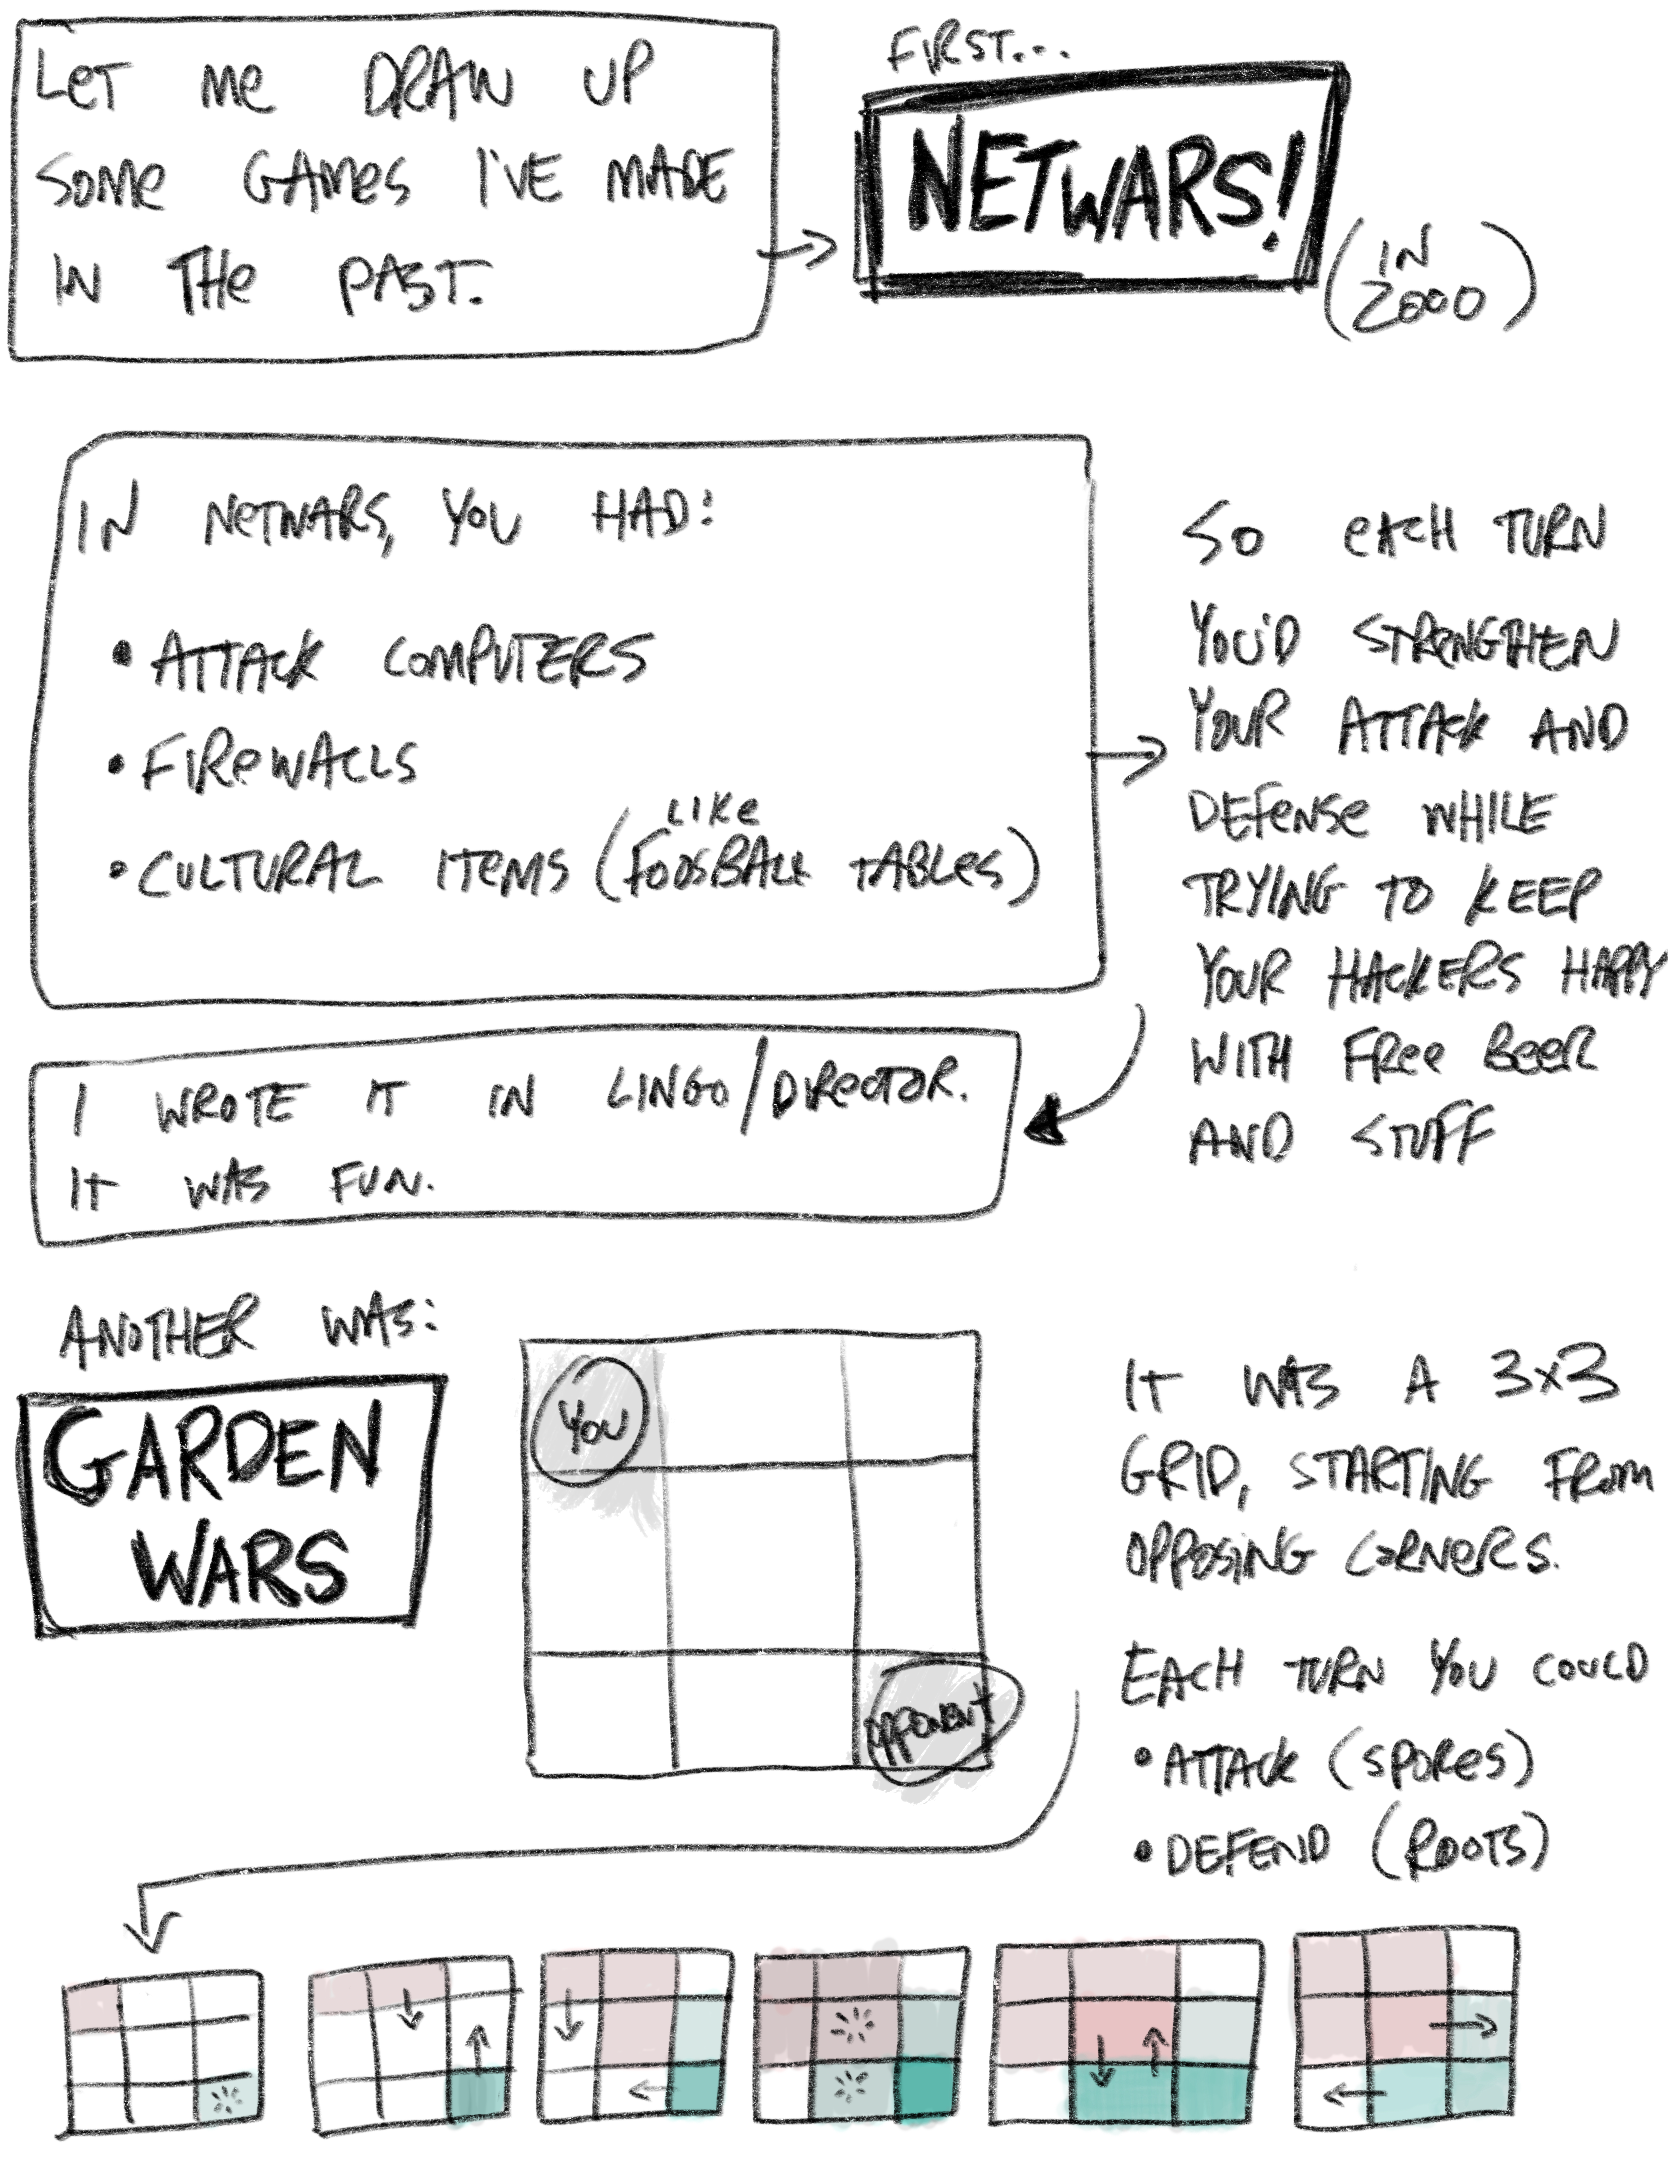 LET ME DRAW UP
SOME GAMES I'VE MADE
IN THE PAST.
FIRST...
NETWARS!
(IN
2000)
IN NETWARS, YOU HAD:
• ATTACK COMPUTERS
• FIREWALLS
LIKE
• CULTURAL ITEMS (FOOSBALL TABLES)
SO EACH TURN
YOU'D STRENGTHEN
YOUR ATTACK AND
DEFENSE WHILE
TRYING TO KEEP
YOUR HACKERS HAPPY
WITH FREE BEER
AND STUFF
I WROTE IT IN LINGO/DIRECTOR.
IT WAS FUN.
ANOTHER WAS:
GARDEN
WARS
YOU
OPPONENT
IT WAS A 3x3
GRID, STARTING FROM
OPPOSING CORNERS.
EACH TURN YOU COULD
• ATTACK (SPORES)
• DEFEND (ROOTS)